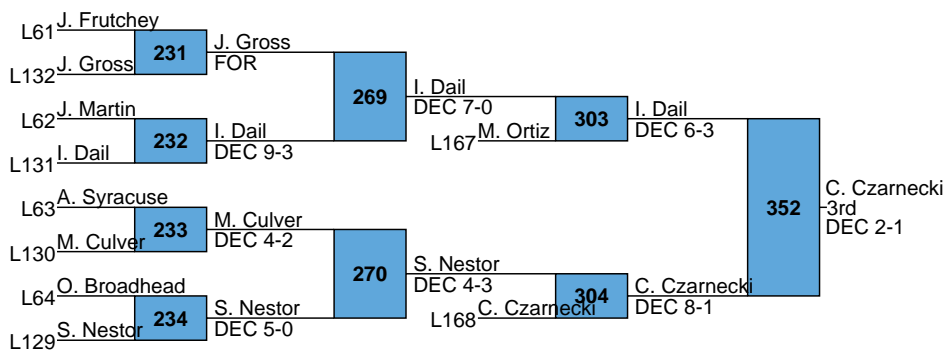 J. Frutchey
L61
231
J. Gross
FOR
J. Gross
L132
269
I. Dail
DEC 7-0
J. Martin
L62
232
I. Dail
DEC 9-3
I. Dail
L131
303
M. Ortiz
L167
I. Dail
DEC 6-3
352
C. Czarnecki
3rd
DEC 2-1
A. Syracuse
L63
233
M. Culver
DEC 4-2
M. Culver
L130
270
S. Nestor
DEC 4-3
O. Broadhead
L64
234
S. Nestor
DEC 5-0
S. Nestor
L129
304
C. Czarnecki
L168
C. Czarnecki
DEC 8-1